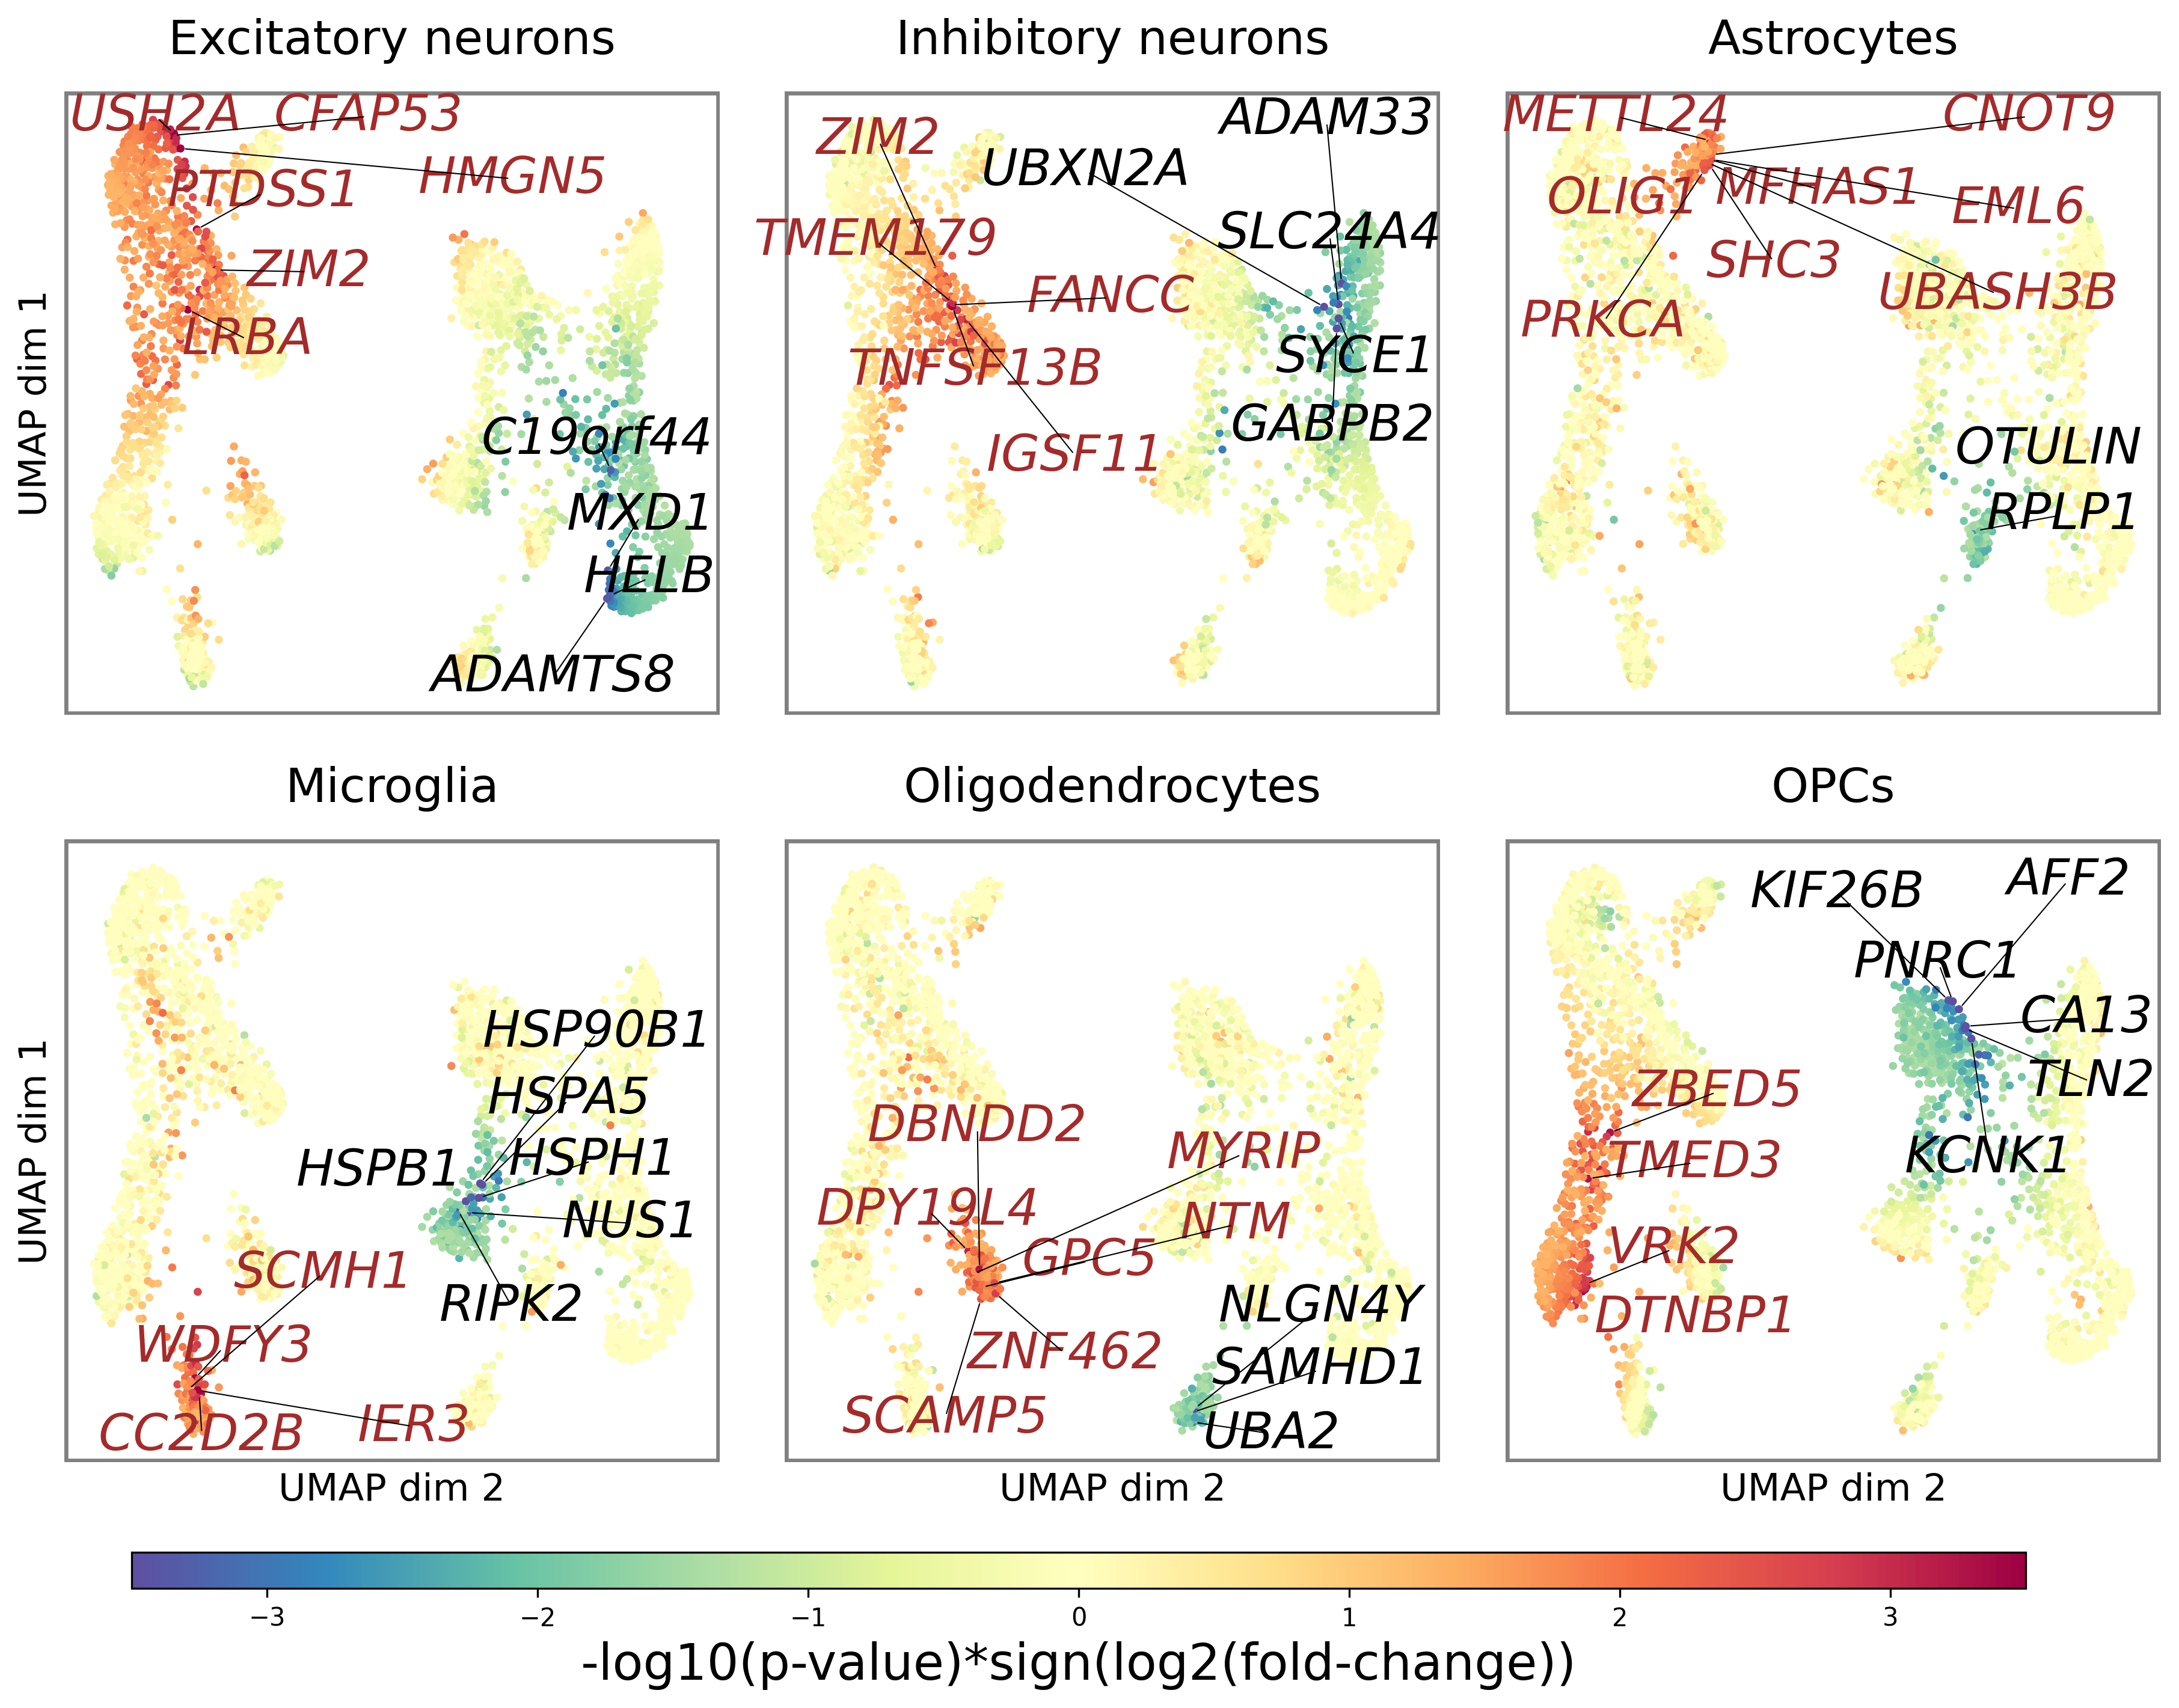 Excitatory neurons
Inhibitory neurons
Astrocytes
USH2A
CFAP53
HMGN5
PTDSS1
ZIM2
LRBA
C19orf44
MXD1
HELB
ADAMTS8
UMAP dim 1
ZIM2
ADAM33
UBXN2A
TMEM179
SLC24A4
FANCC
TNFSF13B
SYCE1
GABPB2
IGSF11
METTL24
CNOT9
OLIG1
MFHAS1
EML6
SHC3
UBASH3B
PRKCA
OTULIN
RPLP1
Microglia
Oligodendrocytes
OPCs
HSP90B1
HSPA5
HSPB1
HSPH1
NUS1
SCMH1
RIPK2
WDFY3
CC2D2B
IER3
UMAP dim 1
UMAP dim 2
DBNDD2
MYRIP
DPY19L4
NTM
GPC5
NLGN4Y
ZNF462
SAMHD1
SCAMP5
UBA2
UMAP dim 2
KIF26B
AFF2
PNRC1
CA13
TLN2
ZBED5
TMED3
KCNK1
VRK2
DTNBP1
UMAP dim 2
−3 −2 −1 0 1 2 3
-log10(p-value)*sign(log2(fold-change))